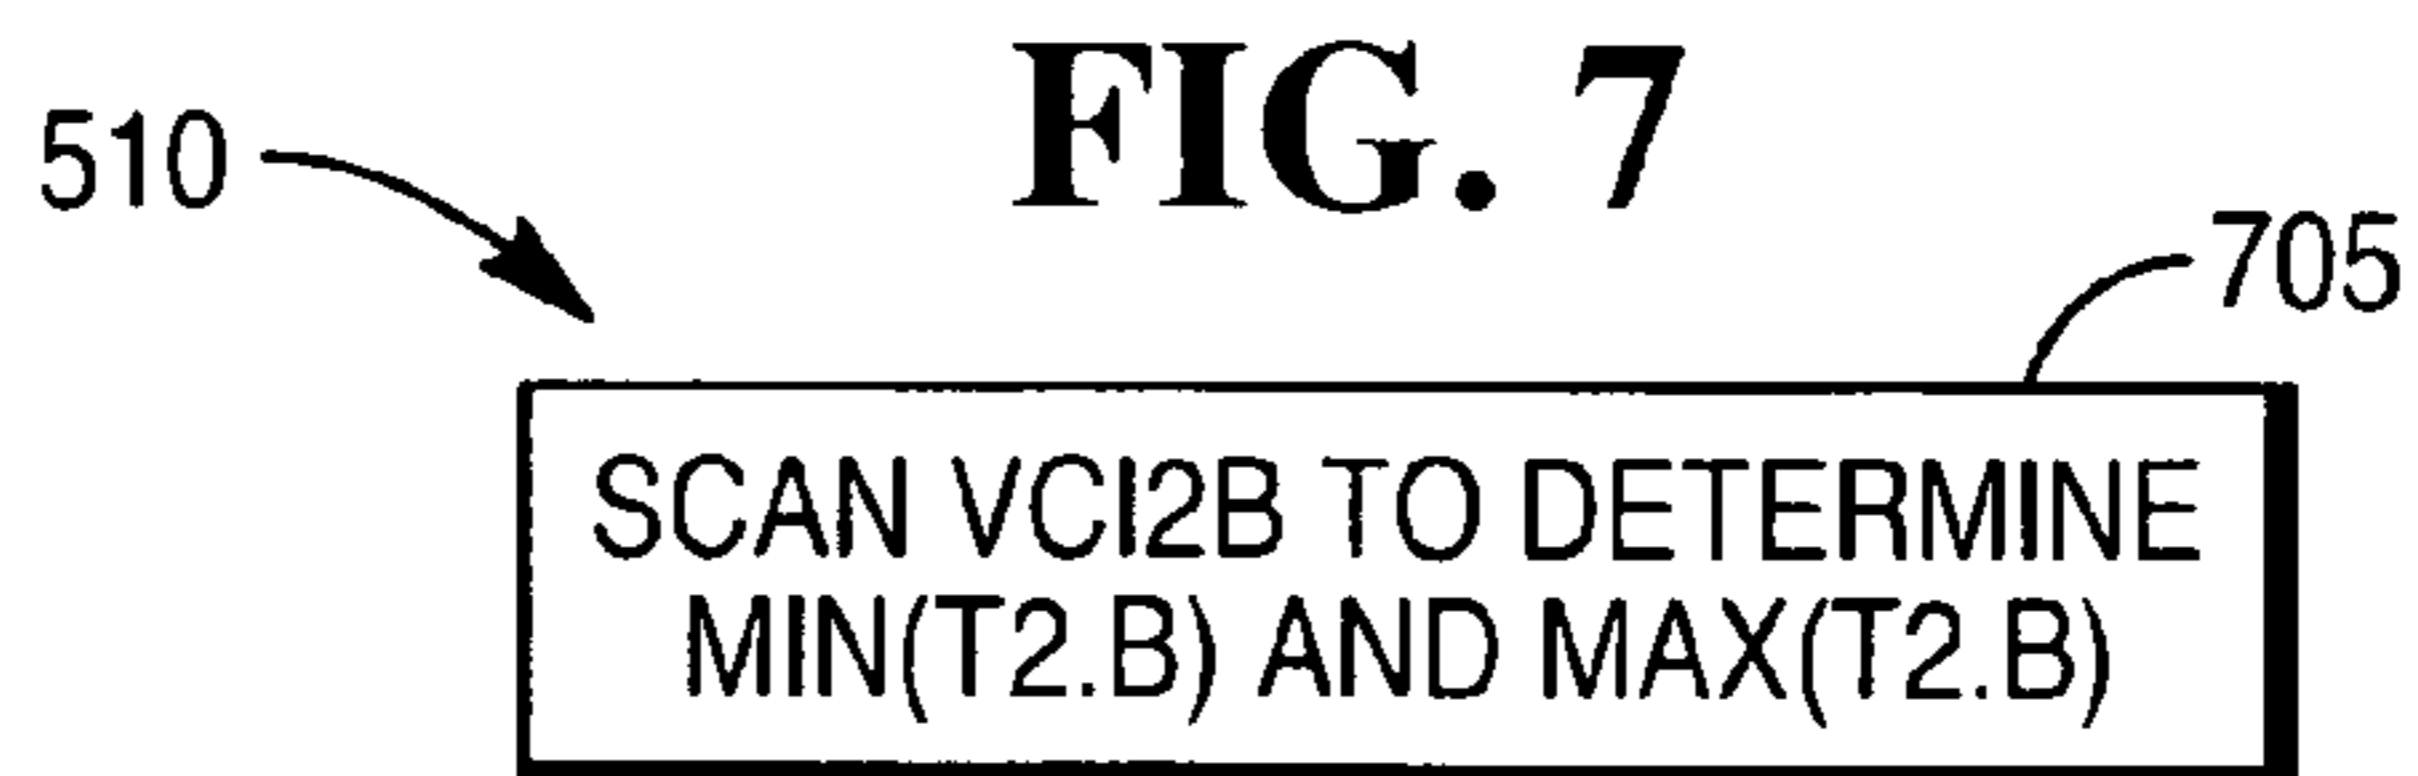 FIG. 7
510
705
SCAN VCI2B TO DETERMINE
MIN(T2.B) AND MAX(T2.B)